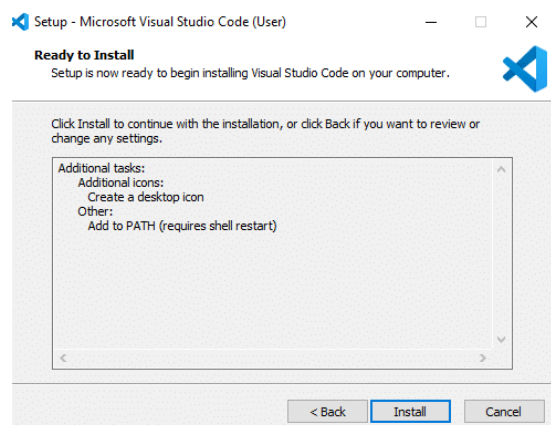 Setup - Microsoft Visual Studio Code (User)
Ready to Install
Setup is now ready to begin installing Visual Studio Code on your computer.
Click Install to continue with the installation, or click Back if you want to review or
change any settings.
Additional tasks:
Additional icons:
Create a desktop icon
Other:
Add to PATH (requires shell restart)
< Back
Install
Cancel